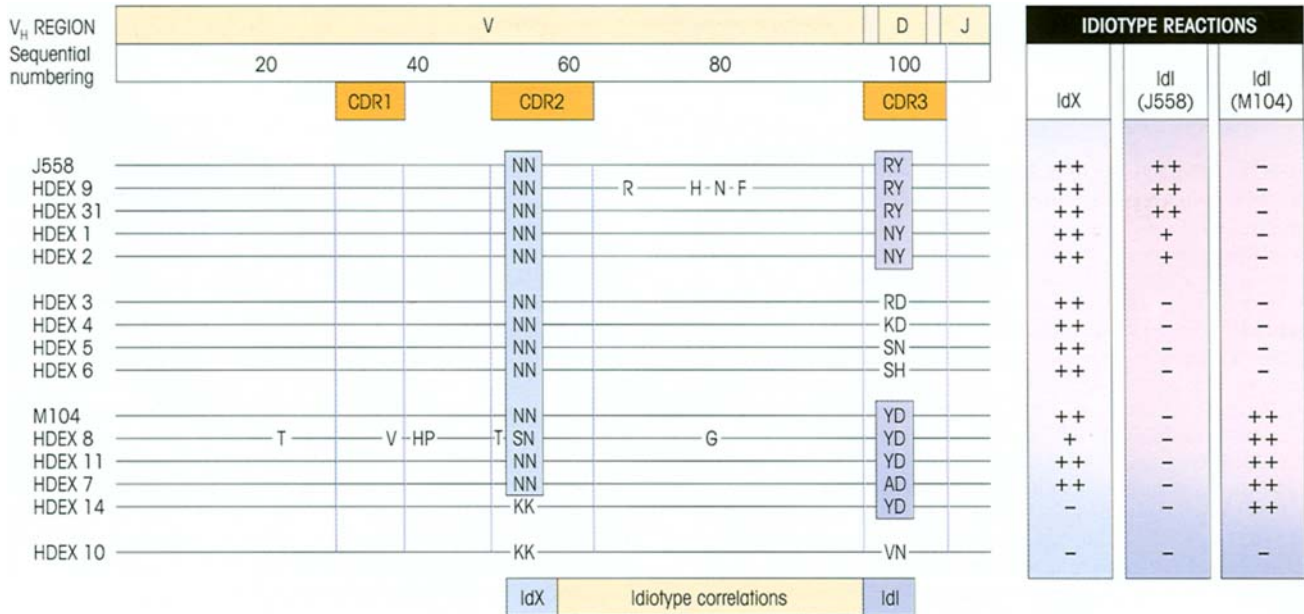 V_H REGION V D J IDIOTYPE REACTIONS
Sequential numbering 20 40 60 80 100 IdX IdI (J558) IdI (M104)
CDR1 CDR2 CDR3
J558 NN RY ++ ++ –
HDEX 9 NN R H-N-F RY ++ ++ –
HDEX 31 NN RY ++ ++ –
HDEX 1 NN NY ++ + –
HDEX 2 NN NY ++ + –
HDEX 3 NN RD ++ – –
HDEX 4 NN KD ++ – –
HDEX 5 NN SN ++ – –
HDEX 6 NN SH ++ – –
M104 NN YD ++ – ++
HDEX 8 T V HP T SN G YD + – ++
HDEX 11 NN YD ++ – ++
HDEX 7 NN AD ++ – ++
HDEX 14 KK YD – – ++
HDEX 10 KK VN – – –
IdX Idiotype correlations IdI